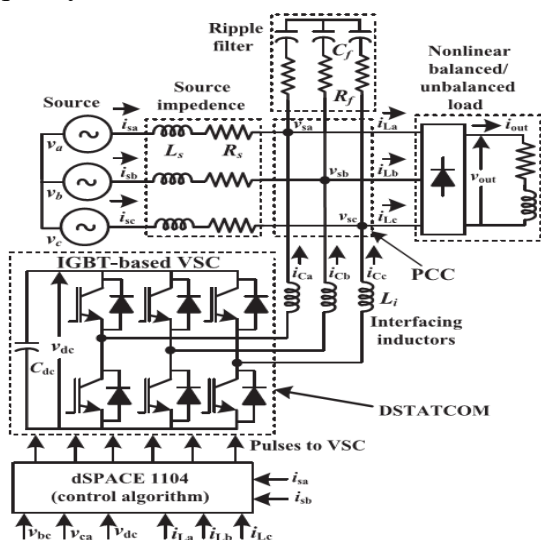 Ripple filter
C_f
R_f
Nonlinear balanced/ unbalanced load
Source
Source impedence
i_sa
i_sb
i_sc
v_a
v_b
v_c
L_s
R_s
v_sa
v_sb
v_sc
i_La
i_Lb
i_Lc
i_out
v_out
PCC
IGBT-based VSC
i_Ca
i_Cb
i_Cc
L_i
Interfacing inductors
v_dc
C_dc
DSTATCOM
Pulses to VSC
dSPACE 1104
(control algorithm)
i_sa
i_sb
v_bc
v_ca
v_dc
i_La
i_Lb
i_Lc